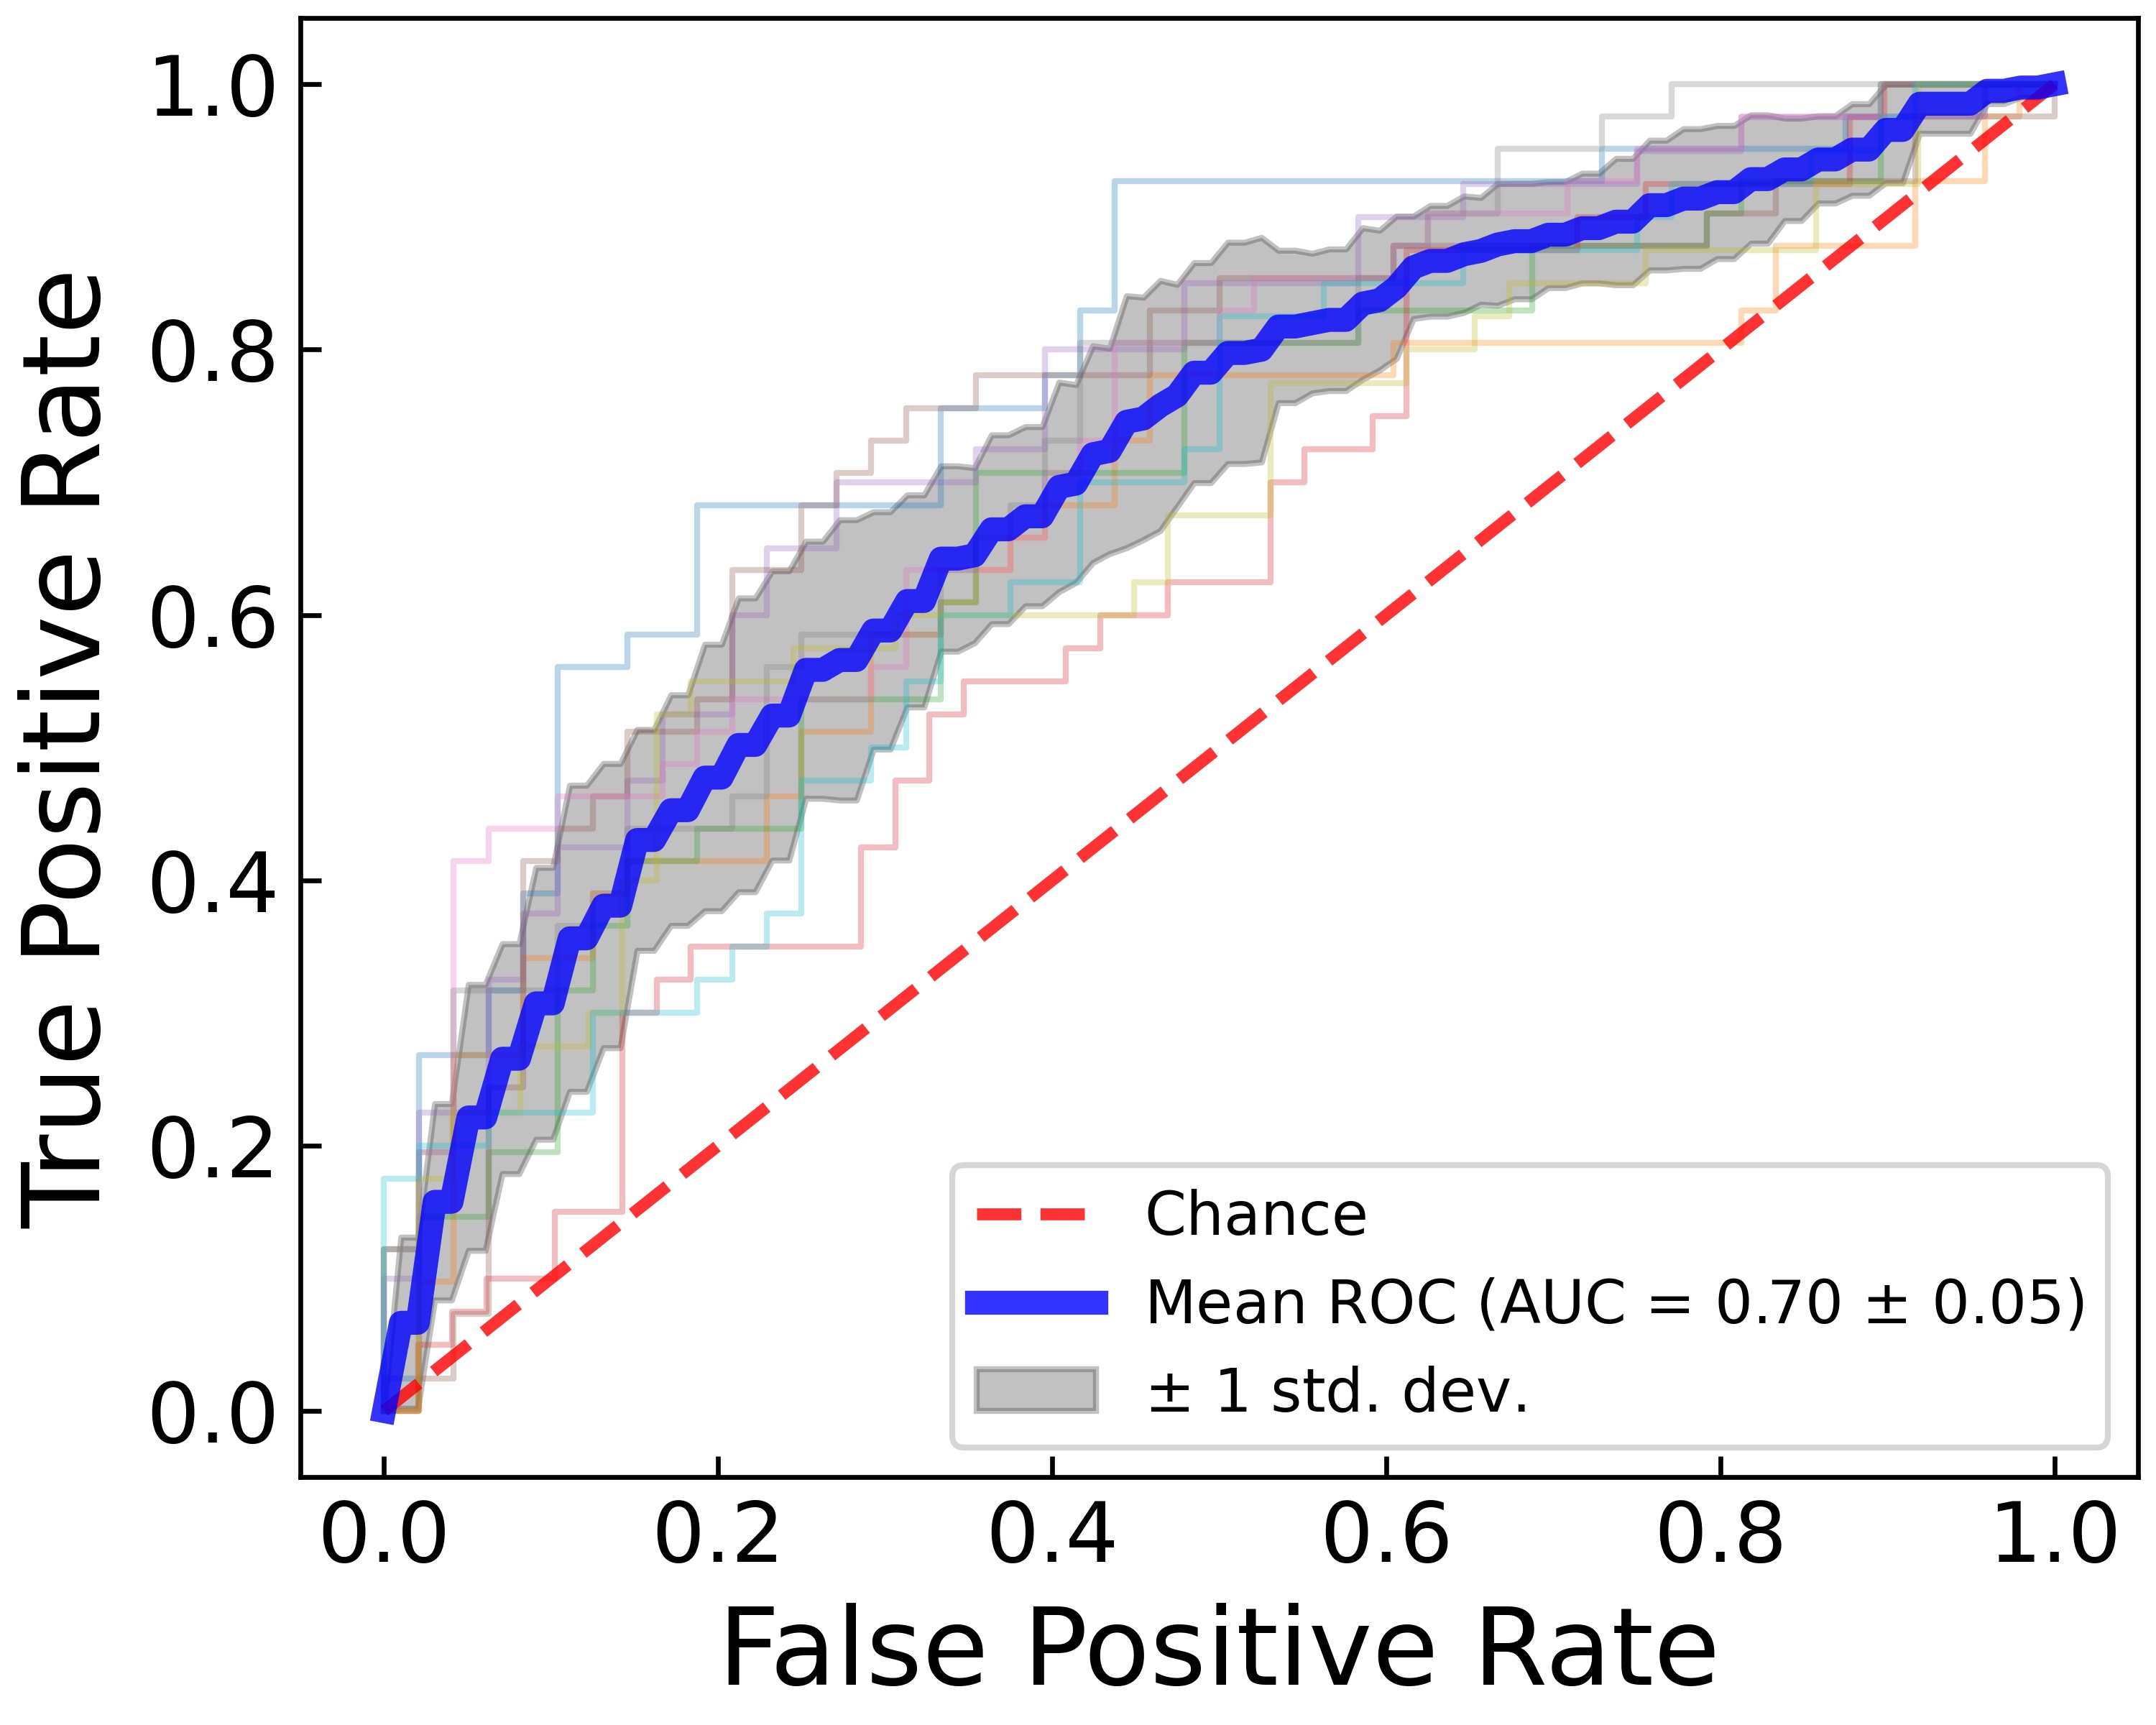 True Positive Rate
1.0
0.8
0.6
0.4
0.2
0.0
Chance
Mean ROC (AUC = 0.70 ± 0.05)
± 1 std. dev.
0.0 0.2 0.4 0.6 0.8 1.0
False Positive Rate